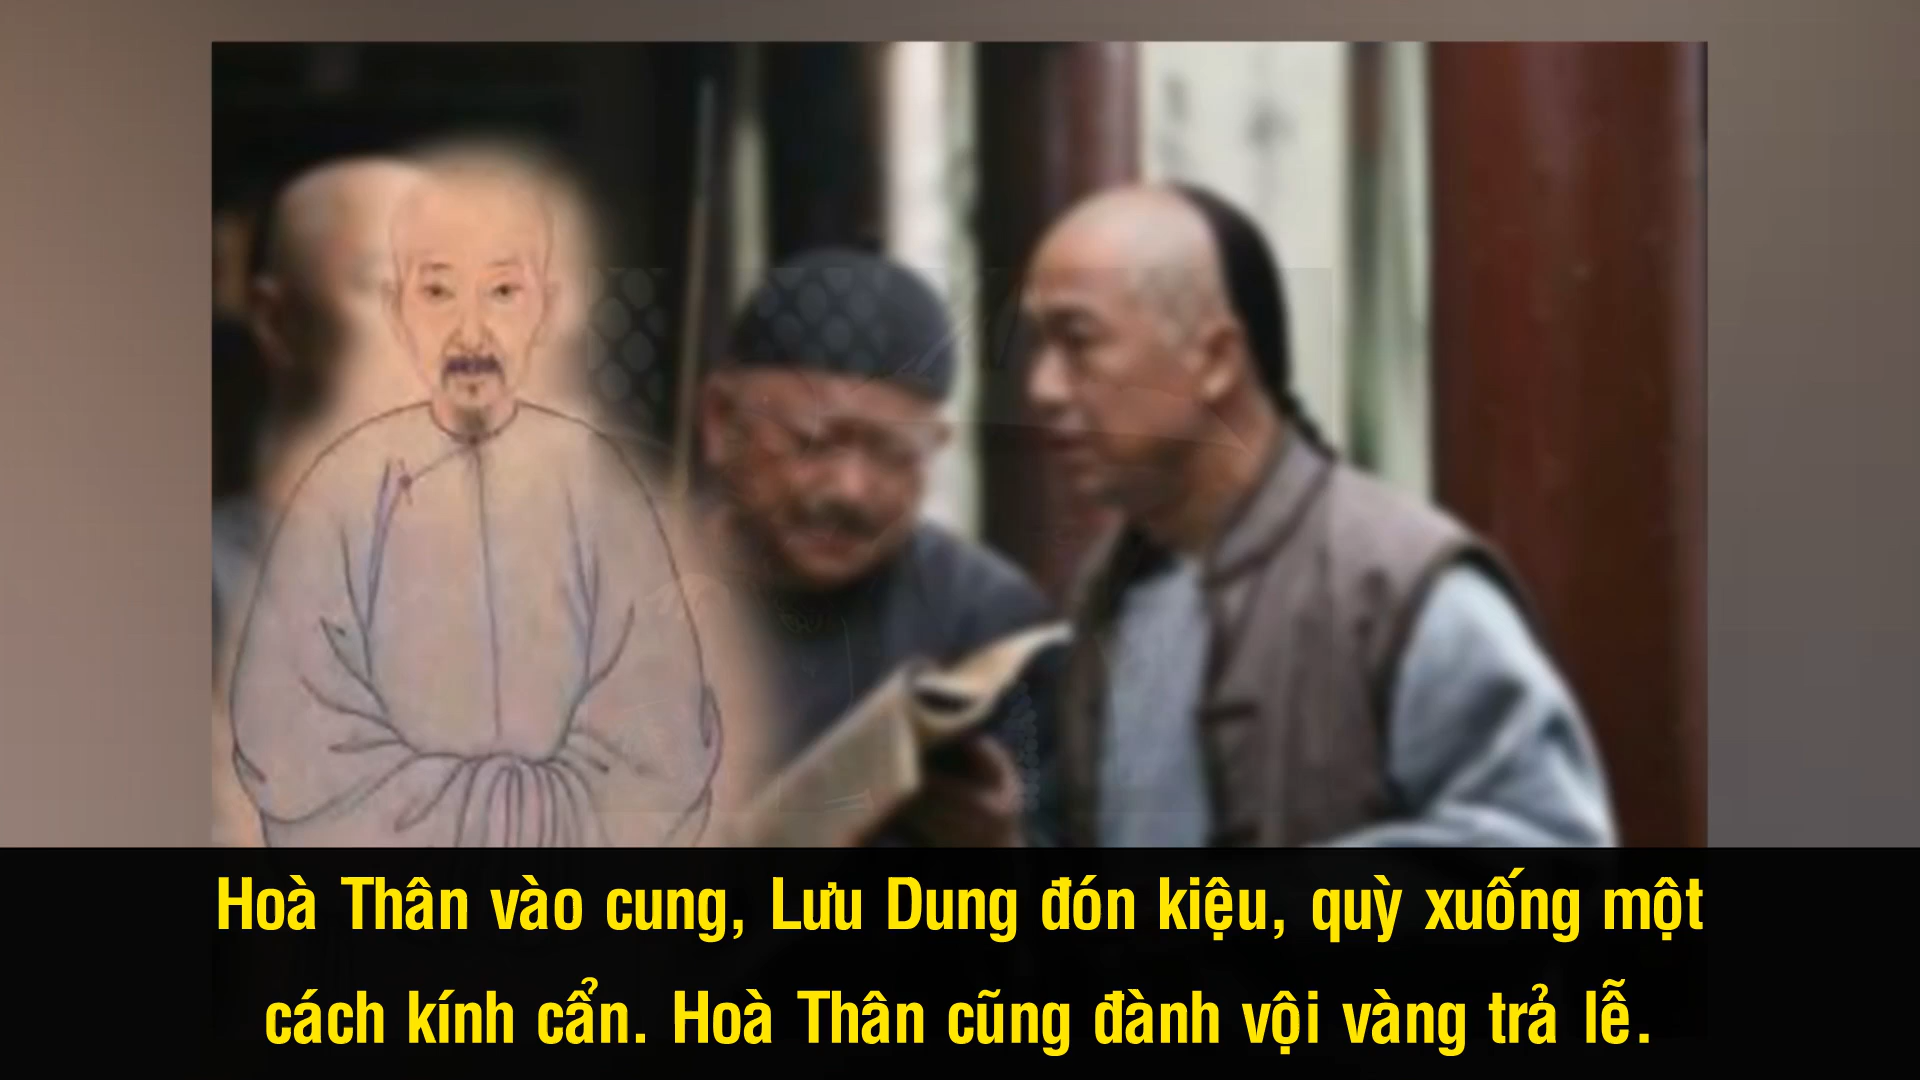 Hoà Thân vào cung, Lưu Dung đón kiệu, quỳ xuống một
cách kính cẩn. Hoà Thân cũng đành vội vàng trả lễ.